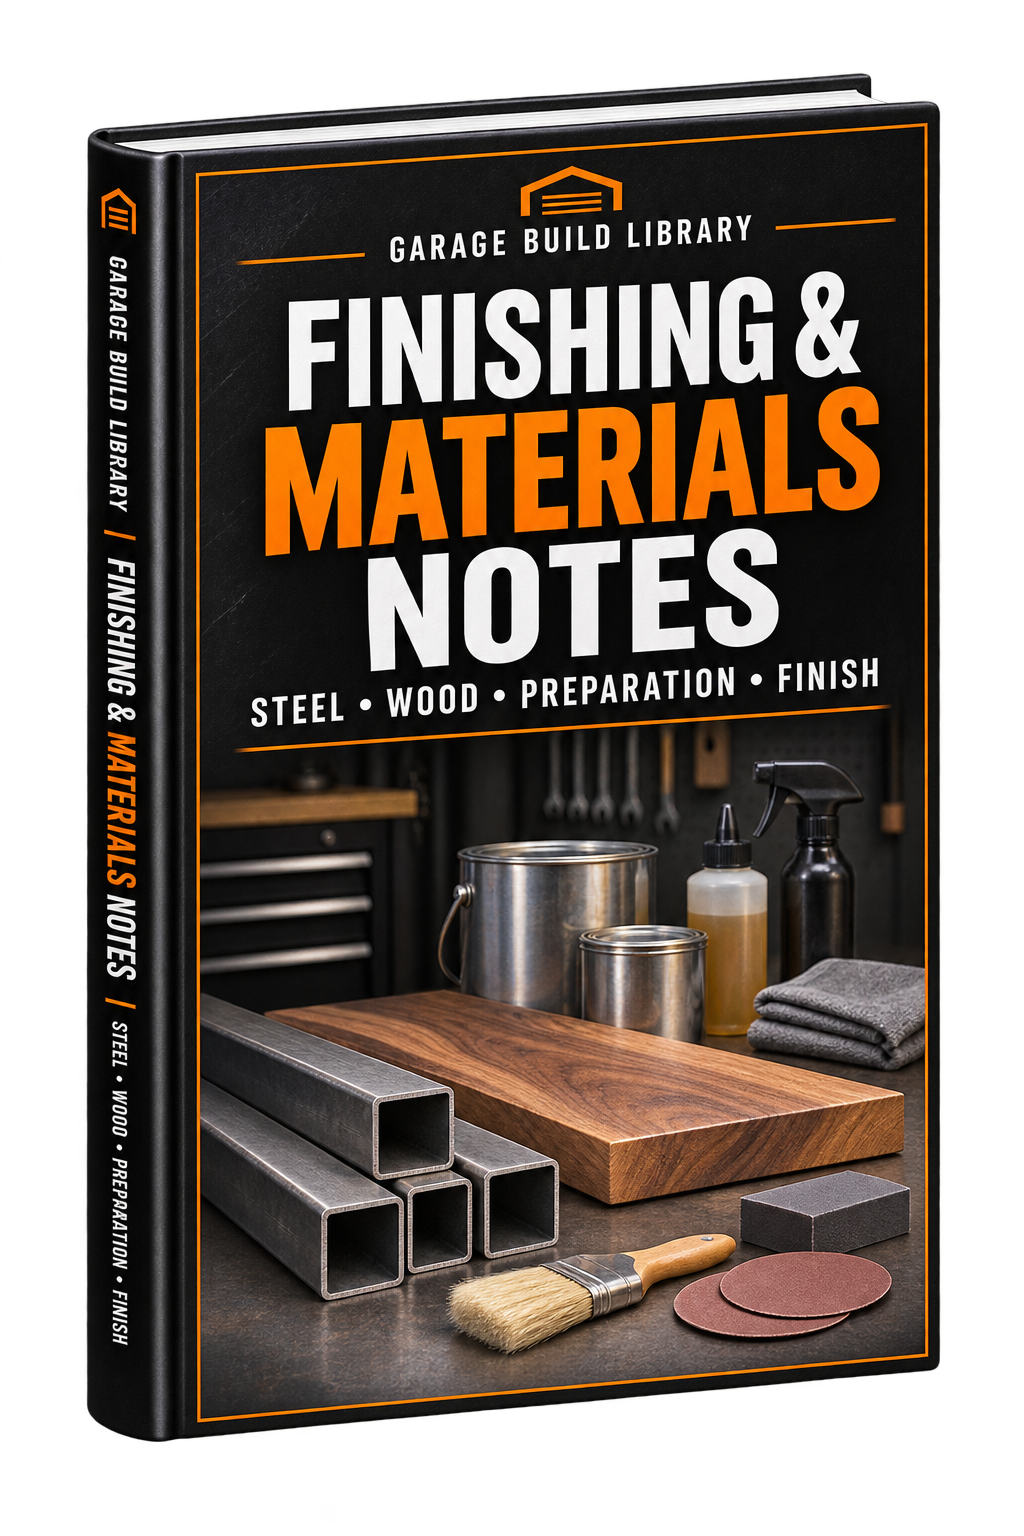 GARAGE BUILD LIBRARY
FINISHING &
MATERIALS
NOTES
STEEL • WOOD • PREPARATION • FINISH
GARAGE BUILD LIBRARY | FINISHING & MATERIALS NOTES | STEEL • WOOD • PREPARATION • FINISH